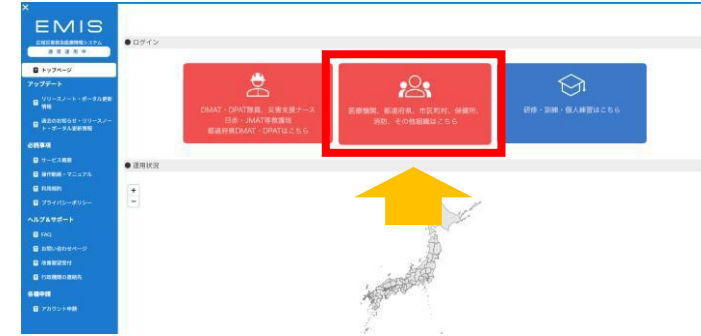 ×
EMIS
広域災害救急医療情報システム
通常運用中
トップページ
アップデート
リリースノート・ポータル更新
情報
過去のお知らせ・リリースノー
ト・ポータル更新情報
必読事項
サービス概要
操作動画・マニュアル
利用規約
プライバシーポリシー
ヘルプ&サポート
FAQ
お問い合わせページ
改善要望受付
行政機関の連絡先
各種申請
アカウント申請
● ログイン
DMAT・DPAT隊員、災害支援ナース
日赤・JMAT等救護班
都道府県DMAT・DPATはこちら
医療機関、都道府県、市区町村、保健所、
消防、その他組織はこちら
研修・訓練・個人練習はこちら
● 運用状況
+
−